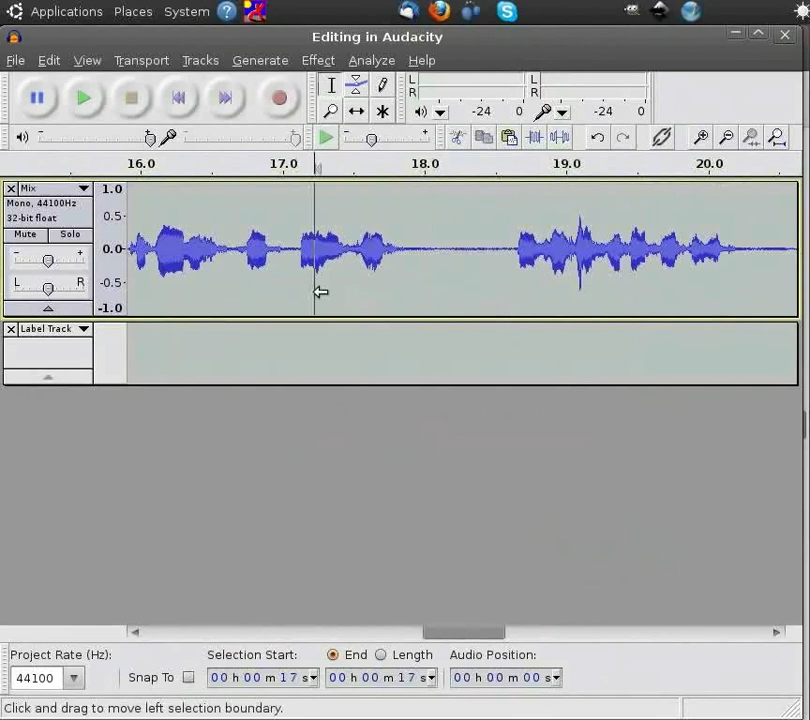 Applications Places System
Editing in Audacity
File Edit View Transport Tracks Generate Effect Analyze Help
L
R
L
R
-24 0
-24 0
16.0 17.0 18.0 19.0 20.0
Mix
Mono, 44100Hz
32-bit float
Mute Solo
- +
L R
1.0
0.5
0.0
-0.5
-1.0
Label Track
Project Rate (Hz):
44100
Snap To
Selection Start:
End
Length
Audio Position:
00 h 00 m 17 s
00 h 00 m 17 s
00 h 00 m 00 s
Click and drag to move left selection boundary.